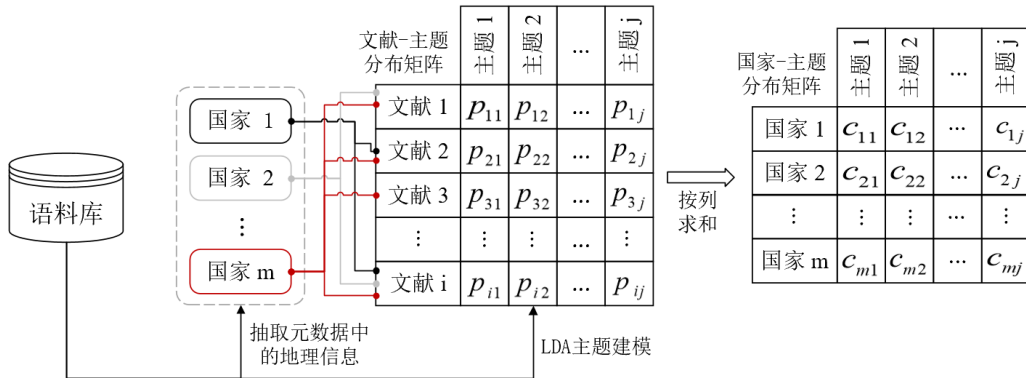 语料库
国家 1
国家 2
⋮
国家 m
抽取元数据中
的地理信息
LDA主题建模
文献-主题
分布矩阵
主题 1
主题 2
...
主题 j
文献 1 p11 p12 ... p1j
文献 2 p21 p22 ... p2j
文献 3 p31 p32 ... p3j
⋮ ⋮ ⋮ ... ⋮
文献 i pi1 pi2 ... pij
按列
求和
国家-主题
分布矩阵
主题 1
主题 2
...
主题 j
国家 1 c11 c12 ... c1j
国家 2 c21 c22 ... c2j
⋮ ⋮ ⋮ ... ⋮
国家 m cm1 cm2 ... cmj